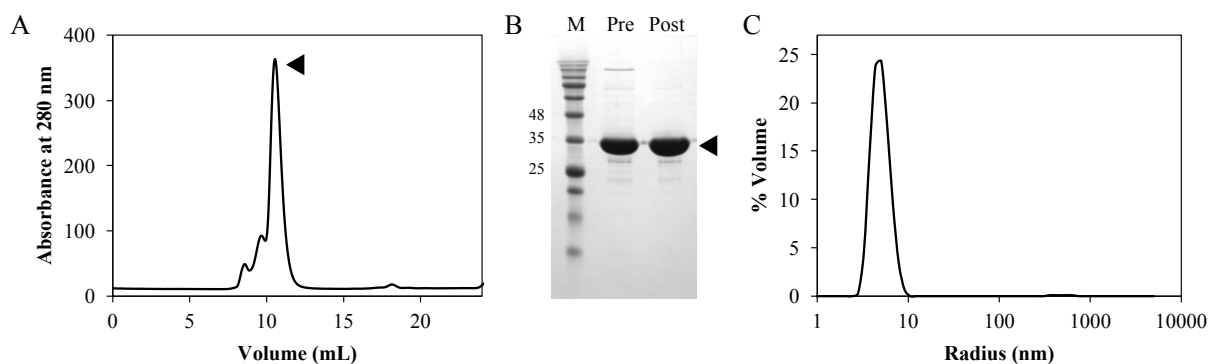 A
Absorbance at 280 nm
400
300
200
100
0
0 5 10 15 20
Volume (mL)
B
M Pre Post
48
35
25
C
% Volume
25
20
15
10
5
0
1 10 100 1000 10000
Radius (nm)